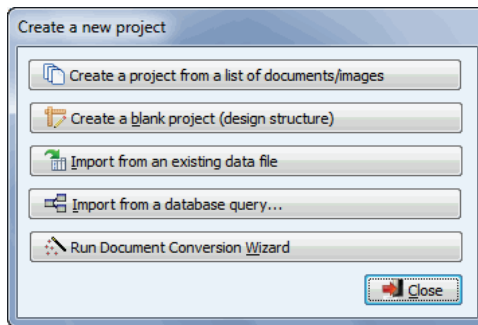 Create a new project
Create a project from a list of documents/images
Create a blank project (design structure)
Import from an existing data file
Import from a database query...
Run Document Conversion Wizard
Close